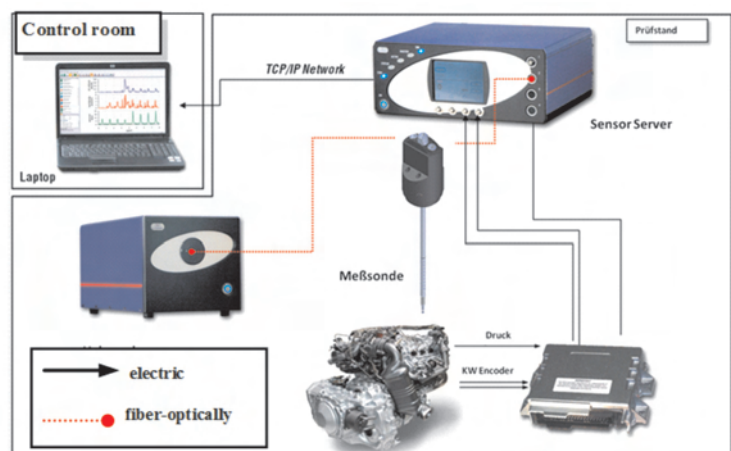 Control room
Prüfstand
TCP/IP Network
Sensor Server
Laptop
Meßsonde
Druck
KW Encoder
electric
fiber-optically